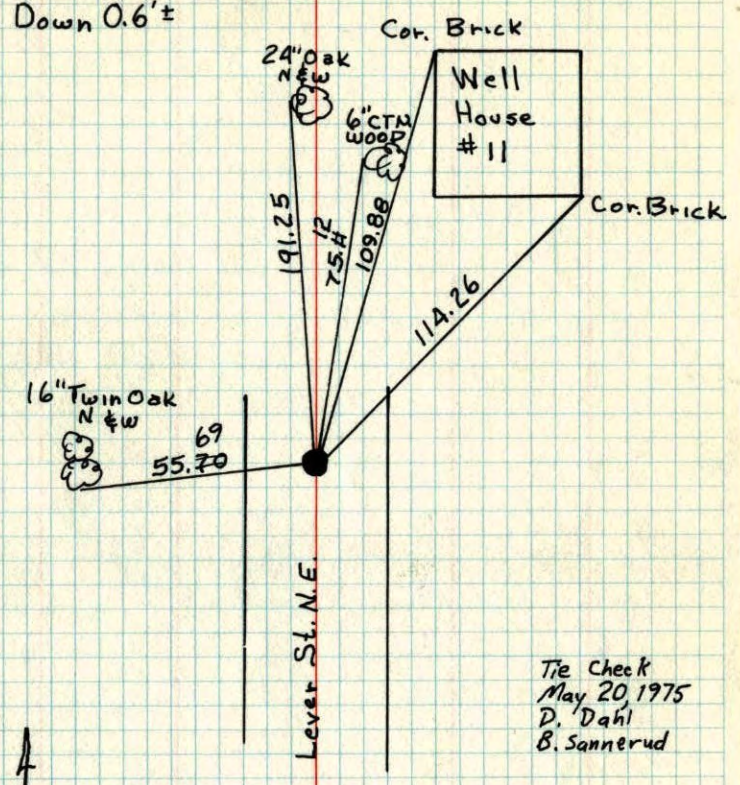 Down 0.6'±
Cor. Brick
24" Oak
N & W
6" CTN
WOOD
Well
House
# 11
Cor. Brick
191.25
12
75.11
109.88
114.26
16" Twin Oak
N & W
69
55.70
Lever St. N.E.
Tie Check
May 20, 1975
D. Dahl
B. Sannerud